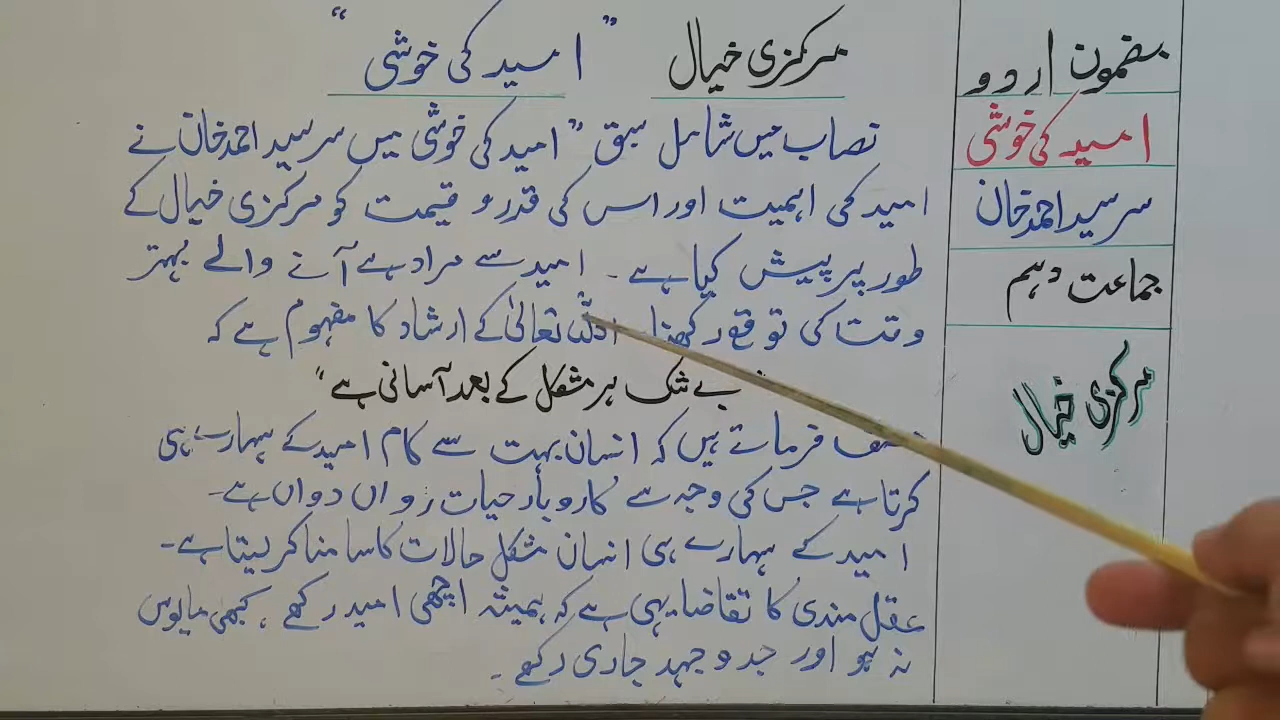 مضمون اردو
امید کی خوشی
سرسید احمد خان
جماعت دہم
مرکزی خیال
مرکزی خیال " امید کی خوشی "
نصاب میں شامل سبق " امید کی خوشی میں سرسید احمد خان نے
امید کی اہمیت اور اس کی قدر و قیمت کو مرکزی خیال کے
طور پر پیش کیا ہے ۔ امید سے مراد ہے آنے والے بہتر
وقت کی توقع رکھنا اللہ تعالیٰ کے ارشاد کا مفہوم ہے کہ
بے شک ہر مشکل کے بعد آسانی ہے "
فرماتے ہیں کہ انسان بہت سے کام امید کے سہارے ہی
کرتا ہے جس کی وجہ سے کاروبار حیات رواں دواں ہے ۔
امید کے سہارے ہی انسان مشکل حالات کا سامنا کر لیتا ہے ۔
عقل مندی کا تقاضا یہی ہے کہ ہمیشہ اچھی امید رکھے ، کبھی مایوس
نہ ہو اور جدوجہد جاری رکھے ۔